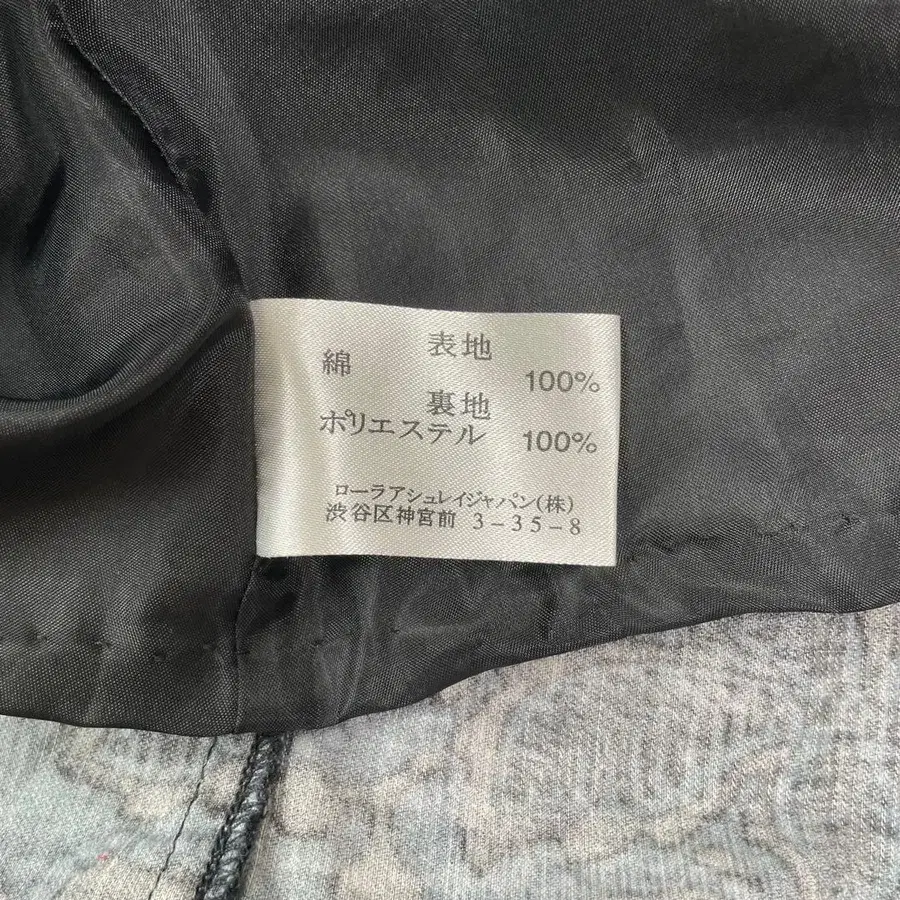 表地
綿 100%
裏地
ポリエステル 100%
ローラアシュレイジャパン(株)
渋谷区神宮前 3-35-8